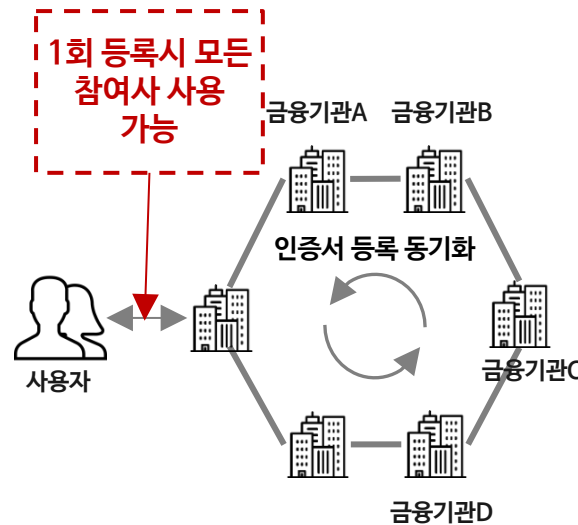 1회 등록시 모든
참여사 사용
가능
금융기관A
금융기관B
인증서 등록 동기화
사용자
금융기관C
금융기관D